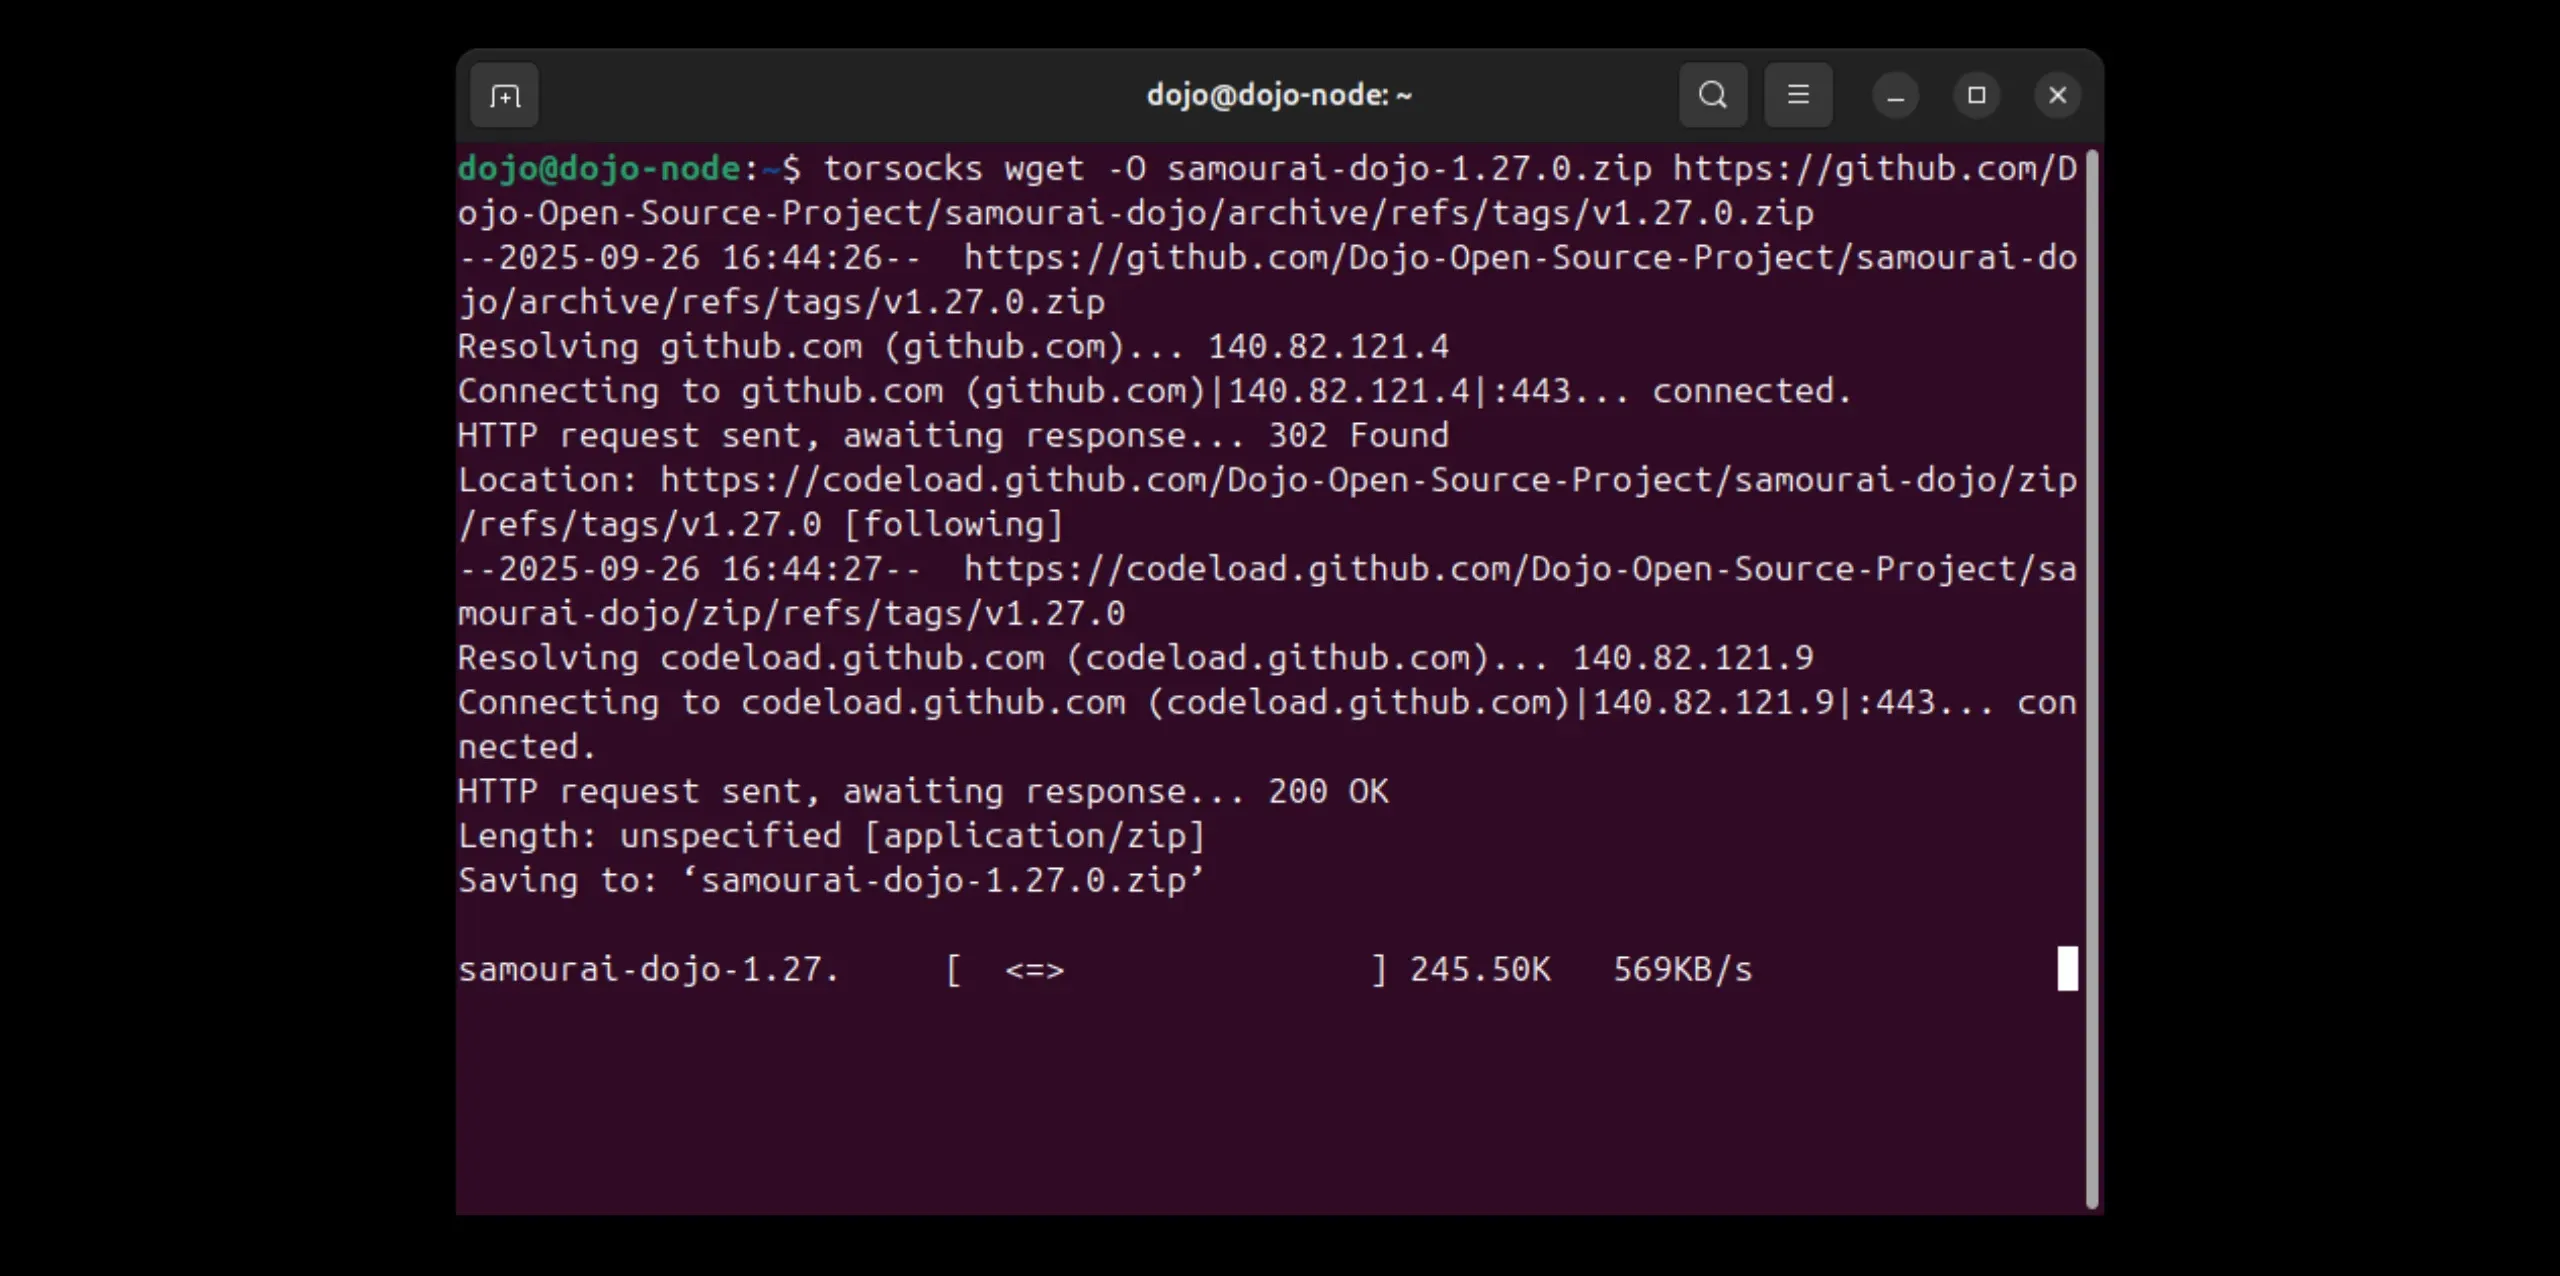 dojo@dojo-node: ~
dojo@dojo-node:~$ torsocks wget -O samourai-dojo-1.27.0.zip https://github.com/D
ojo-Open-Source-Project/samourai-dojo/archive/refs/tags/v1.27.0.zip
--2025-09-26 16:44:26--  https://github.com/Dojo-Open-Source-Project/samourai-do
jo/archive/refs/tags/v1.27.0.zip
Resolving github.com (github.com)... 140.82.121.4
Connecting to github.com (github.com)|140.82.121.4|:443... connected.
HTTP request sent, awaiting response... 302 Found
Location: https://codeload.github.com/Dojo-Open-Source-Project/samourai-dojo/zip
/refs/tags/v1.27.0 [following]
--2025-09-26 16:44:27--  https://codeload.github.com/Dojo-Open-Source-Project/sa
mourai-dojo/zip/refs/tags/v1.27.0
Resolving codeload.github.com (codeload.github.com)... 140.82.121.9
Connecting to codeload.github.com (codeload.github.com)|140.82.121.9|:443... con
nected.
HTTP request sent, awaiting response... 200 OK
Length: unspecified [application/zip]
Saving to: ‘samourai-dojo-1.27.0.zip’
samourai-dojo-1.27.     [  <=>               ] 245.50K   569KB/s